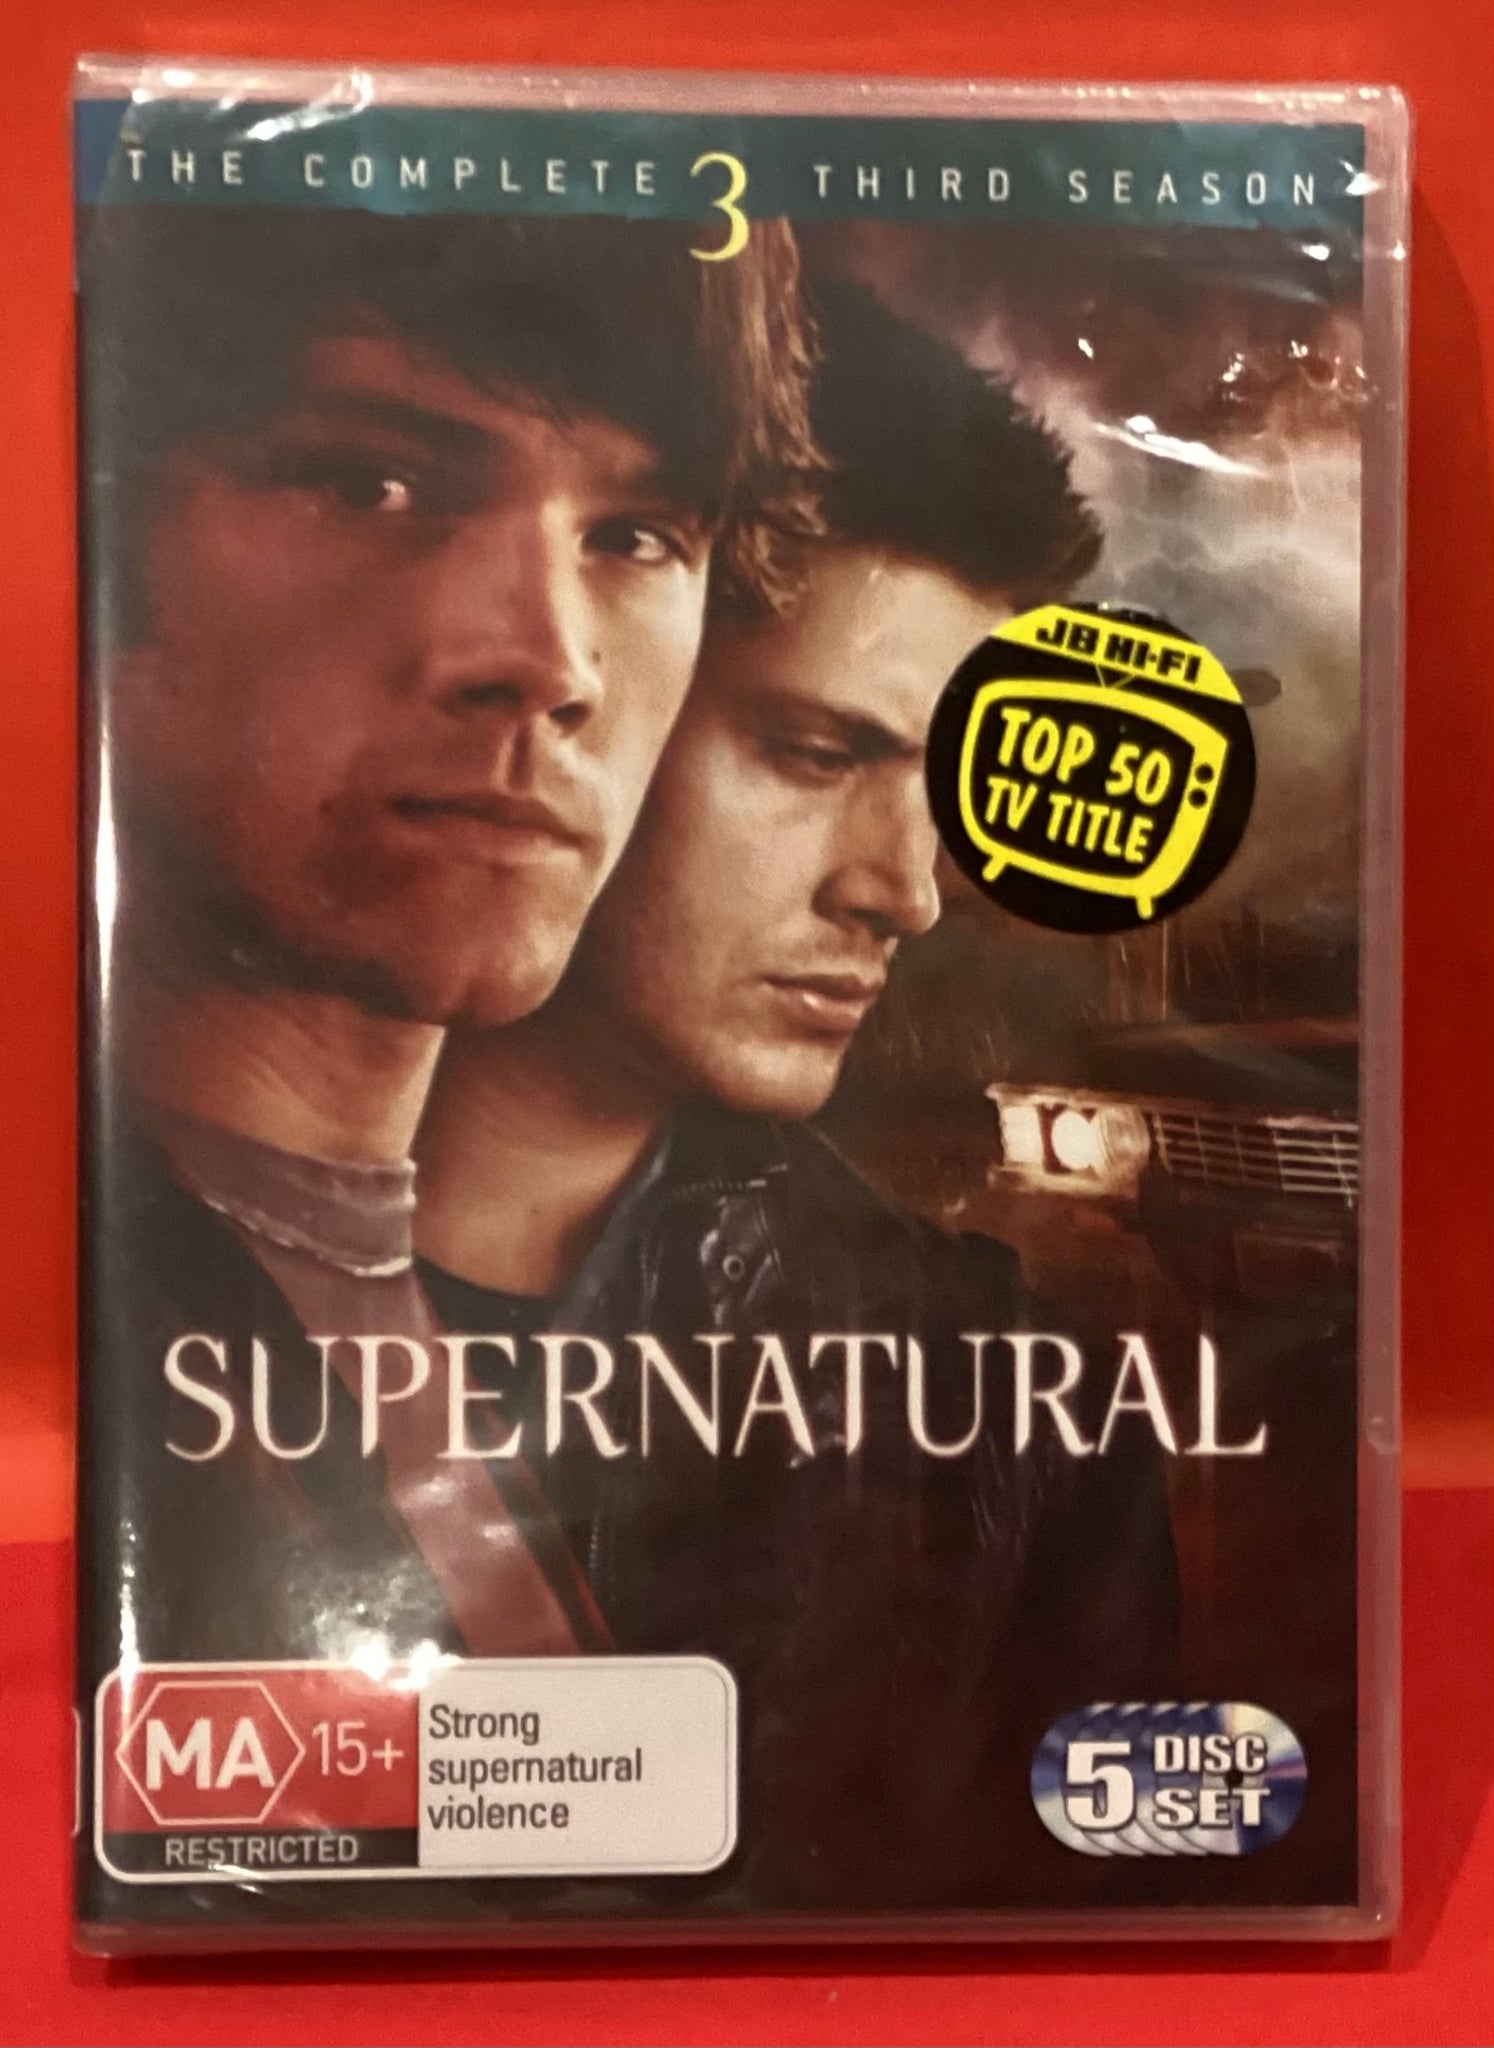 THE COMPLETE 3 THIRD SEASON
JB HI-FI
TOP 50
TV TITLE
SUPERNATURAL
MA 15+
RESTRICTED
Strong
supernatural
violence
5 DISC
SET